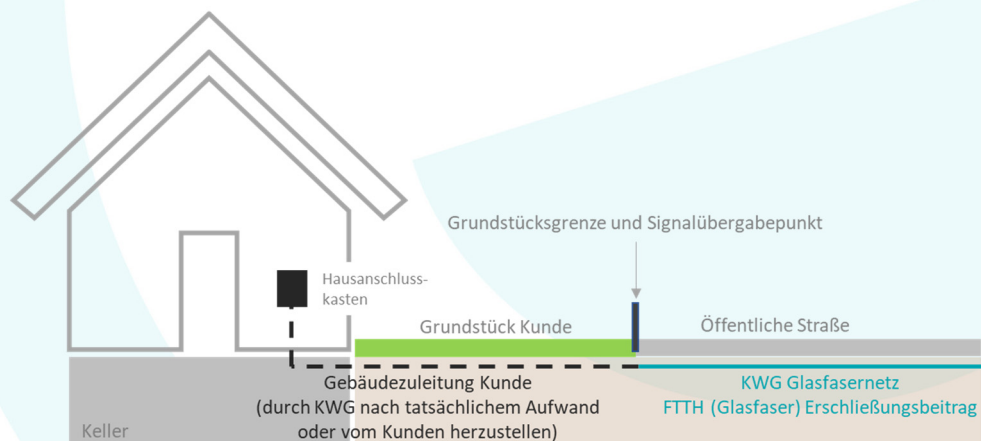 Grundstücksgrenze und Signalübergabepunkt
Hausanschluss-
kasten
Grundstück Kunde
Öffentliche Straße
Gebäudezuleitung Kunde
(durch KWG nach tatsächlichem Aufwand
oder vom Kunden herzustellen)
KWG Glasfasernetz
FTTH (Glasfaser) Erschließungsbeitrag
Keller